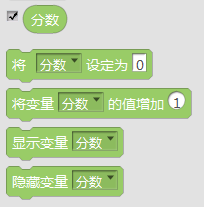 分数
将 分数 设定为 0
将变量 分数 的值增加 1
显示变量 分数
隐藏变量 分数